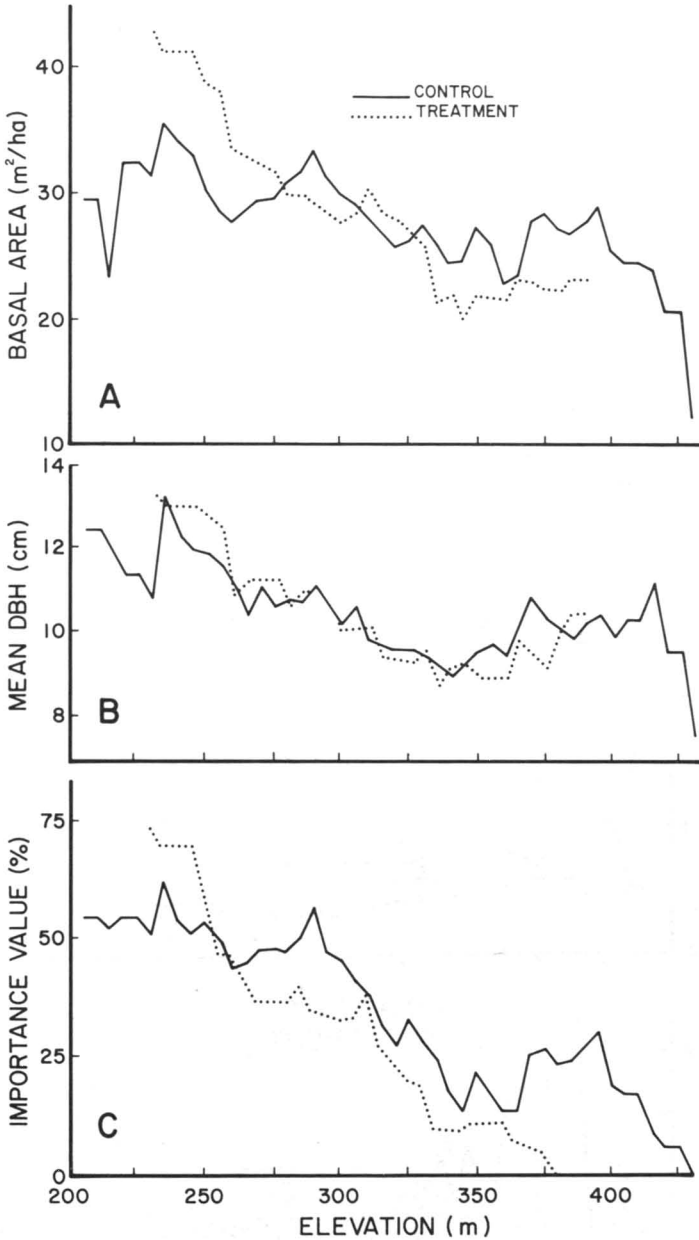 BASAL AREA (m²/ha)
40
30
20
10
CONTROL
TREATMENT
A
MEAN DBH (cm)
14
12
10
8
B
IMPORTANCE VALUE (%)
75
50
25
0
C
200 250 300 350 400
ELEVATION (m)